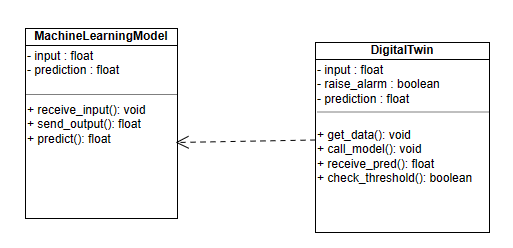 MachineLearningModel
- input : float
- prediction : float
+ receive_input(): void
+ send_output(): float
+ predict(): float
DigitalTwin
- input : float
- raise_alarm : boolean
- prediction : float
+ get_data(): void
+ call_model(): void
+ receive_pred(): float
+ check_threshold(): boolean